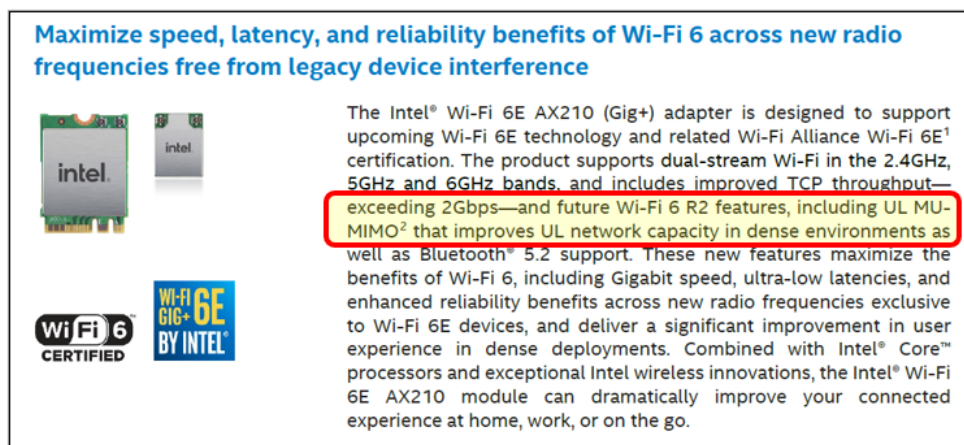 Maximize speed, latency, and reliability benefits of Wi-Fi 6 across new radio
frequencies free from legacy device interference
intel.
intel.
The Intel® Wi-Fi 6E AX210 (Gig+) adapter is designed to support
upcoming Wi-Fi 6E technology and related Wi-Fi Alliance Wi-Fi 6E¹
certification. The product supports dual-stream Wi-Fi in the 2.4GHz,
5GHz and 6GHz bands, and includes improved TCP throughput—
exceeding 2Gbps—and future Wi-Fi 6 R2 features, including UL MU-
MIMO² that improves UL network capacity in dense environments as
well as Bluetooth® 5.2 support. These new features maximize the
benefits of Wi-Fi 6, including Gigabit speed, ultra-low latencies, and
enhanced reliability benefits across new radio frequencies exclusive
to Wi-Fi 6E devices, and deliver a significant improvement in user
experience in dense deployments. Combined with Intel® Core™
processors and exceptional Intel wireless innovations, the Intel® Wi-Fi
6E AX210 module can dramatically improve your connected
experience at home, work, or on the go.
Wi Fi 6™
CERTIFIED
WI-FI 6E
GIG+
BY INTEL®